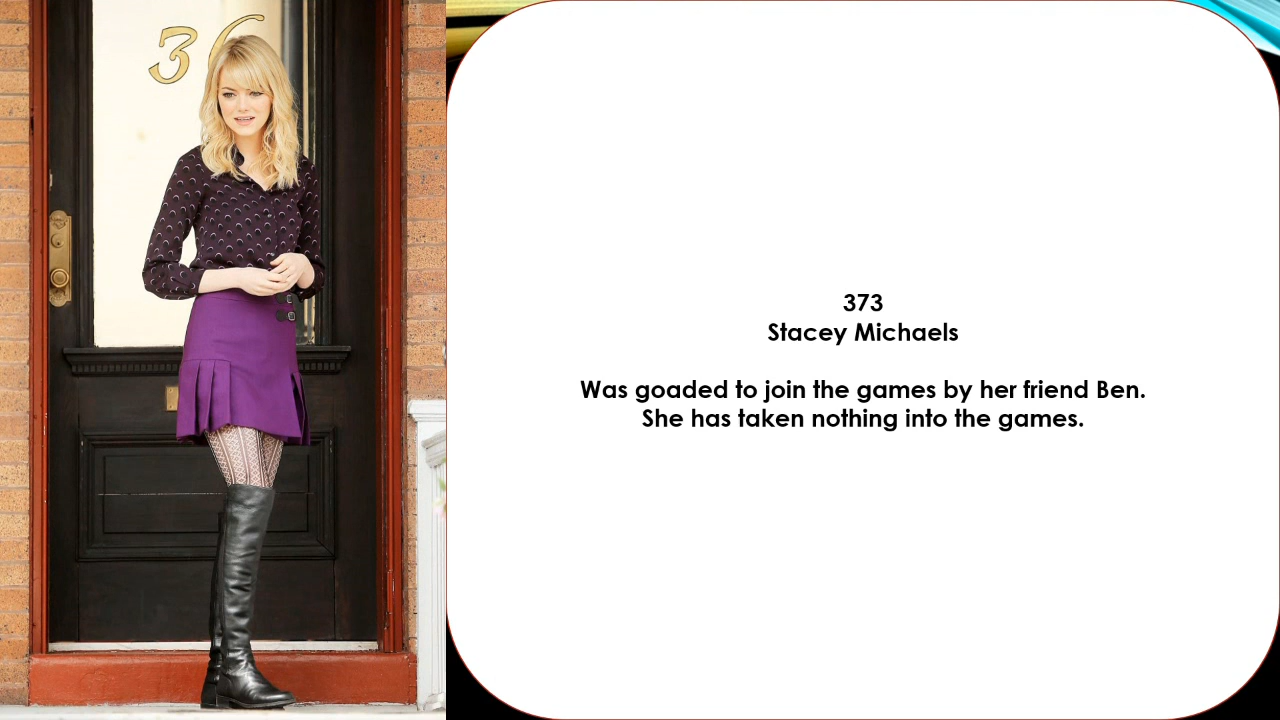 36
373
Stacey Michaels
Was goaded to join the games by her friend Ben.
She has taken nothing into the games.